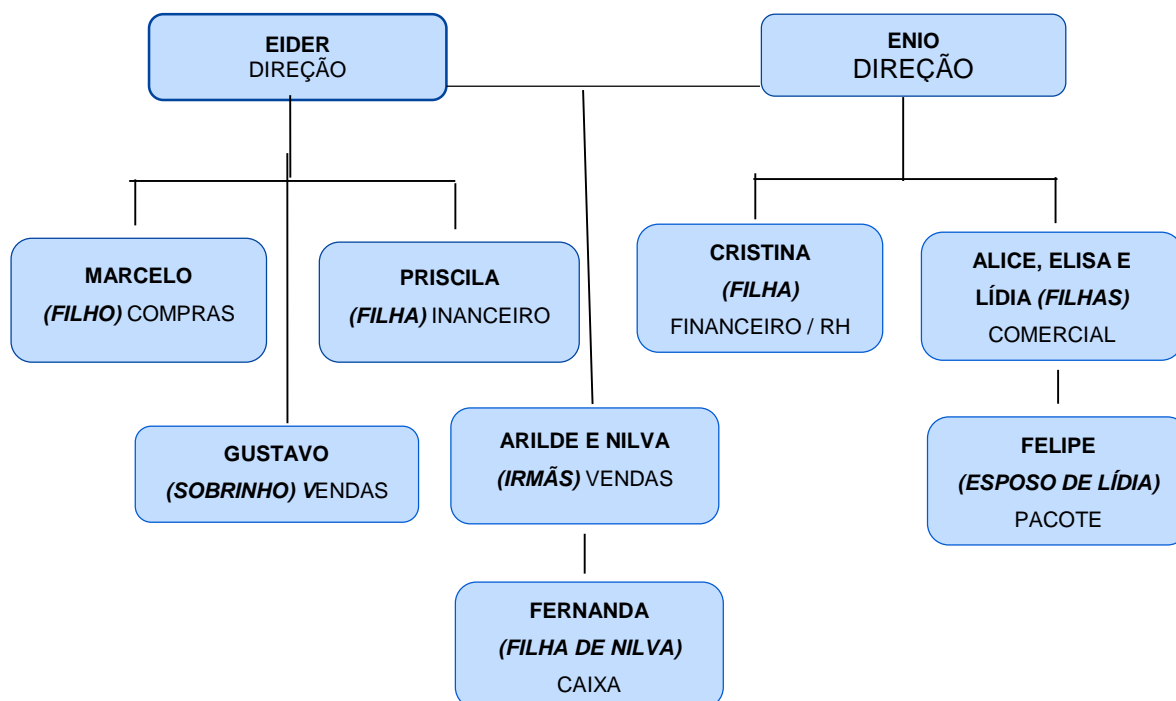 EIDER
DIREÇÃO
ENIO
DIREÇÃO
MARCELO
(FILHO) COMPRAS
PRISCILA
(FILHA) INANCEIRO
CRISTINA
(FILHA)
FINANCEIRO / RH
ALICE, ELISA E
LÍDIA (FILHAS)
COMERCIAL
GUSTAVO
(SOBRINHO) VENDAS
ARILDE E NILVA
(IRMÃS) VENDAS
FELIPE
(ESPOSO DE LÍDIA)
PACOTE
FERNANDA
(FILHA DE NILVA)
CAIXA